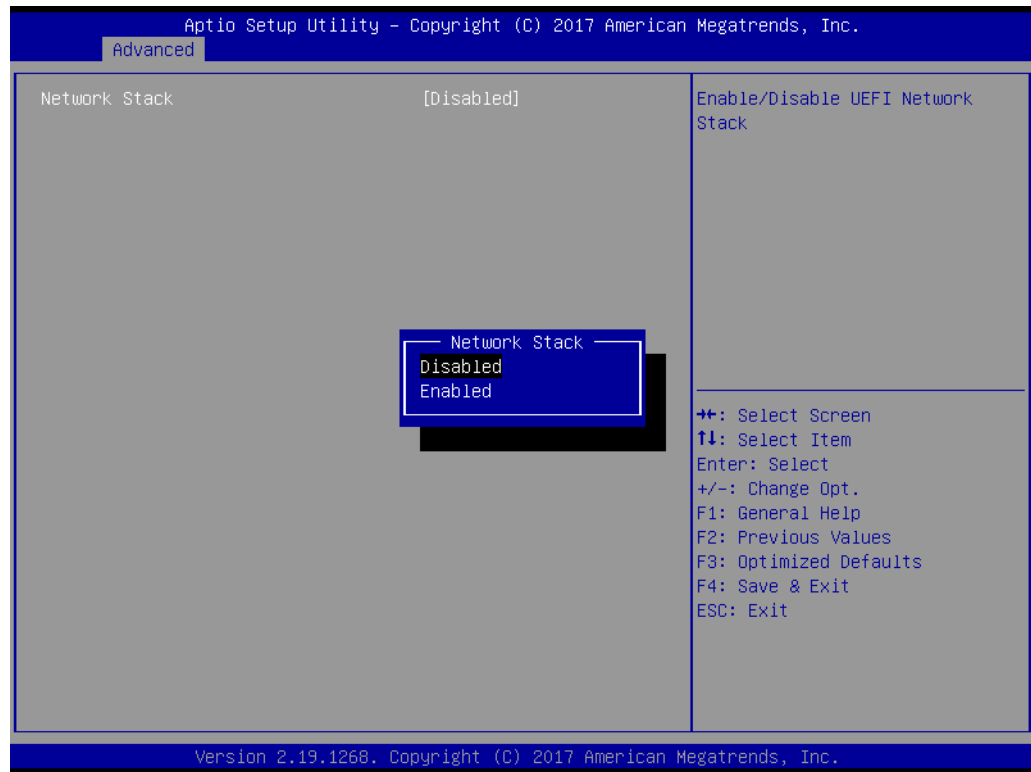 Aptio Setup Utility – Copyright (C) 2017 American Megatrends, Inc.
Advanced
Network Stack [Disabled]
Enable/Disable UEFI Network
Stack
Network Stack
Disabled
Enabled
→←: Select Screen
↑↓: Select Item
Enter: Select
+/-: Change Opt.
F1: General Help
F2: Previous Values
F3: Optimized Defaults
F4: Save & Exit
ESC: Exit
Version 2.19.1268. Copyright (C) 2017 American Megatrends, Inc.